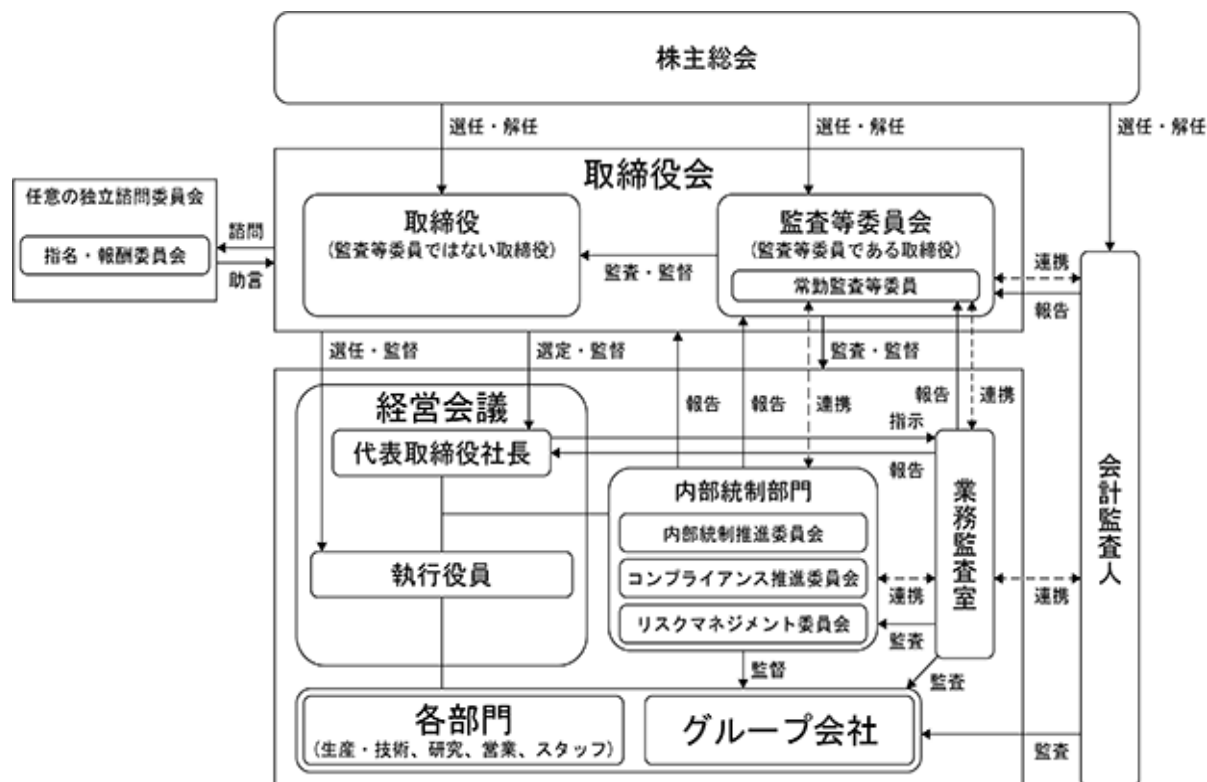 株主総会
選任・解任
選任・解任
選任・解任
取締役会
任意の独立諮問委員会
指名・報酬委員会
諮問
助言
取締役
(監査等委員ではない取締役)
監査・監督
監査等委員会
(監査等委員である取締役)
常勤監査等委員
連携
報告
選任・監督
選定・監督
監査・監督
経営会議
代表取締役社長
報告
報告
連携
報告
連携
指示
報告
内部統制部門
内部統制推進委員会
コンプライアンス推進委員会
リスクマネジメント委員会
執行役員
業務監査室
会計監査人
連携
連携
監査
監督
監査
各部門
(生産・技術、研究、営業、スタッフ)
グループ会社
監査